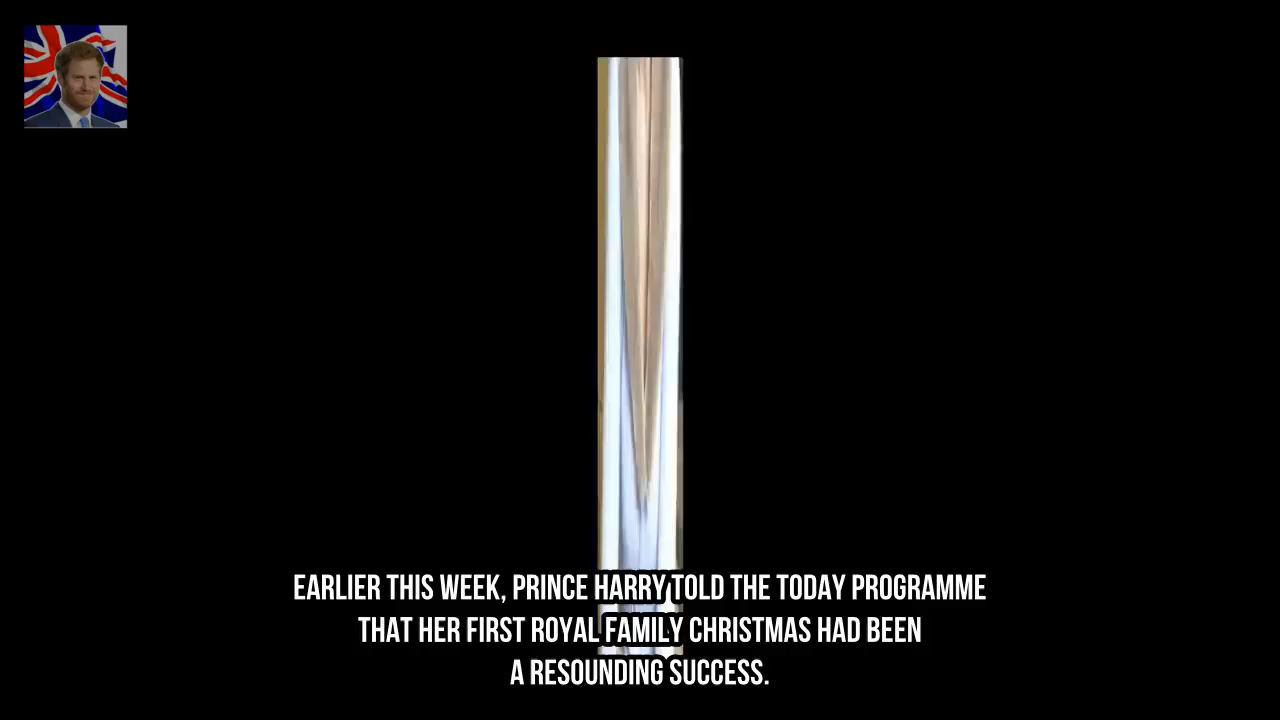 EARLIER THIS WEEK, PRINCE HARRY TOLD THE TODAY PROGRAMME
THAT HER FIRST ROYAL FAMILY CHRISTMAS HAD BEEN
A RESOUNDING SUCCESS.